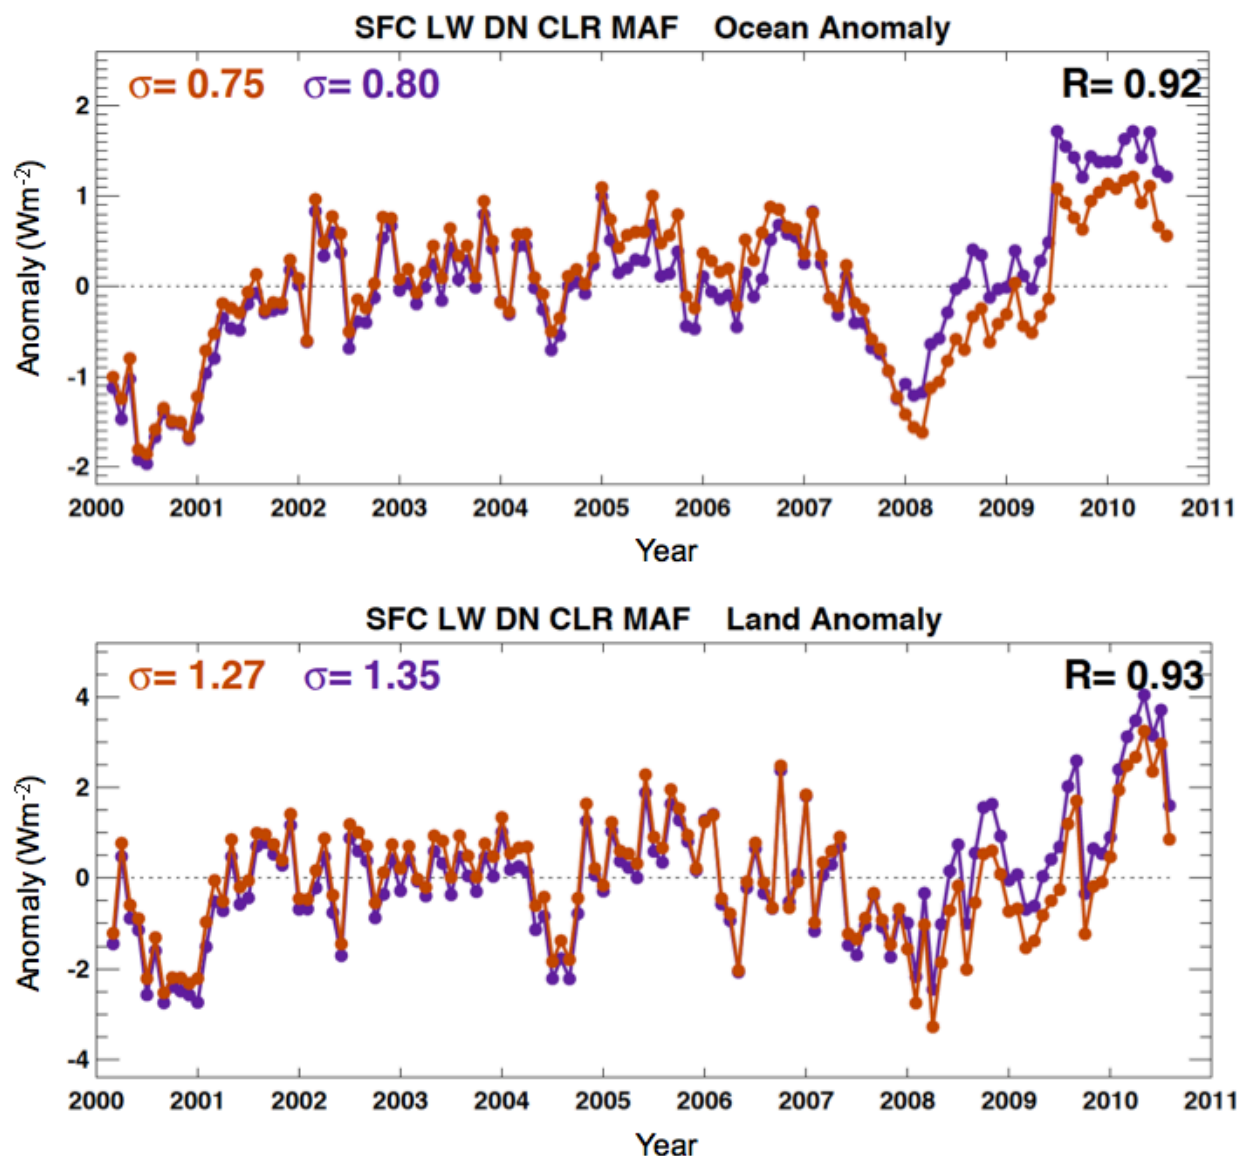 SFC LW DN CLR MAF Ocean Anomaly
σ= 0.75 σ= 0.80 R= 0.92
Anomaly (Wm-2)
2
1
0
-1
-2
2000 2001 2002 2003 2004 2005 2006 2007 2008 2009 2010 2011
Year
SFC LW DN CLR MAF Land Anomaly
σ= 1.27 σ= 1.35 R= 0.93
Anomaly (Wm-2)
4
2
0
-2
-4
2000 2001 2002 2003 2004 2005 2006 2007 2008 2009 2010 2011
Year